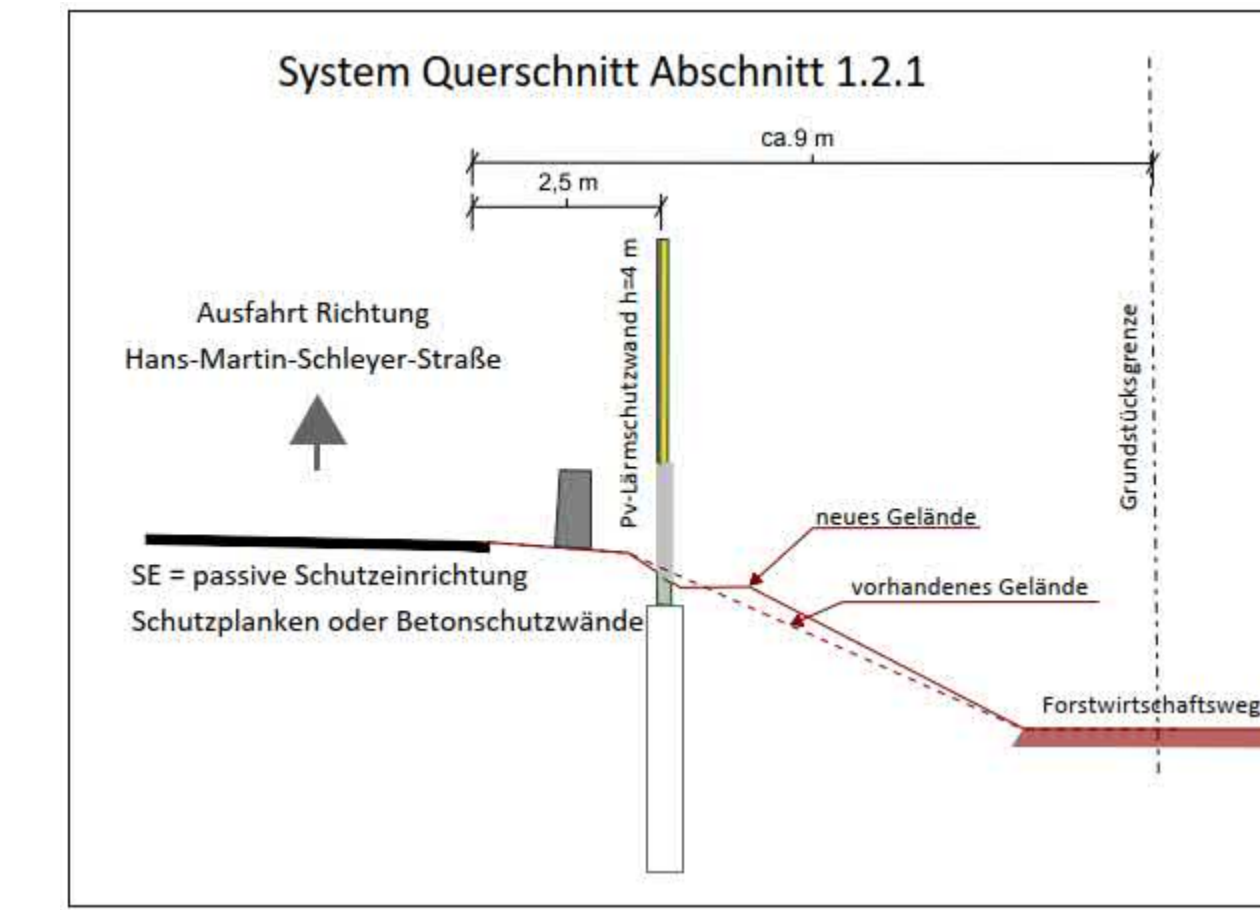 System Querschnitt Abschnitt 1.2.1
ca.9 m
2,5 m
Pv-Lärmschutzwand h=4 m
Ausfahrt Richtung
Hans-Martin-Schleyer-Straße
Grundstücksgrenze
neues Gelände
vorhandenes Gelände
SE = passive Schutzeinrichtung
Schutzplanken oder Betonschutzwände
Forstwirtschaftsweg